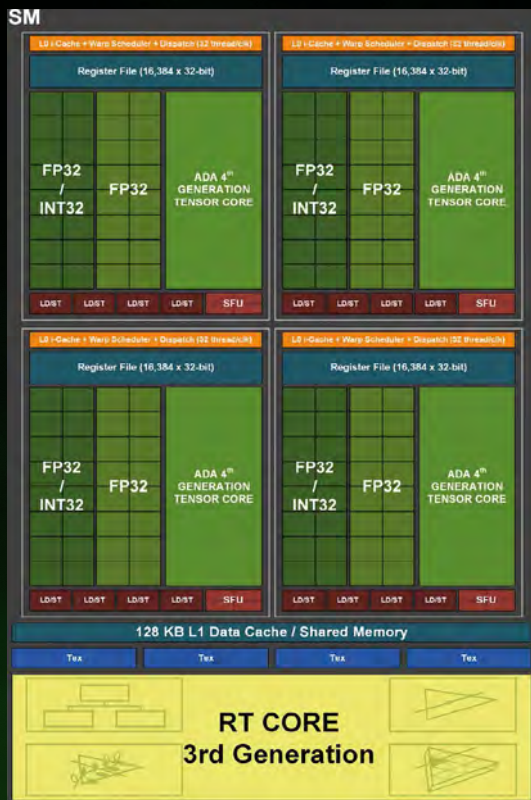 SM
L0 i-Cache + Warp Scheduler + Dispatch (32 thread/clk)
Register File (16,384 x 32-bit)
FP32
/
INT32
FP32
ADA 4th
GENERATION
TENSOR CORE
LD/ST LD/ST LD/ST LD/ST SFU
L0 i-Cache + Warp Scheduler + Dispatch (32 thread/clk)
Register File (16,384 x 32-bit)
FP32
/
INT32
FP32
ADA 4th
GENERATION
TENSOR CORE
LD/ST LD/ST LD/ST LD/ST SFU
L0 i-Cache + Warp Scheduler + Dispatch (32 thread/clk)
Register File (16,384 x 32-bit)
FP32
/
INT32
FP32
ADA 4th
GENERATION
TENSOR CORE
LD/ST LD/ST LD/ST LD/ST SFU
L0 i-Cache + Warp Scheduler + Dispatch (32 thread/clk)
Register File (16,384 x 32-bit)
FP32
/
INT32
FP32
ADA 4th
GENERATION
TENSOR CORE
LD/ST LD/ST LD/ST LD/ST SFU
128 KB L1 Data Cache / Shared Memory
Tex Tex Tex Tex
RT CORE
3rd Generation